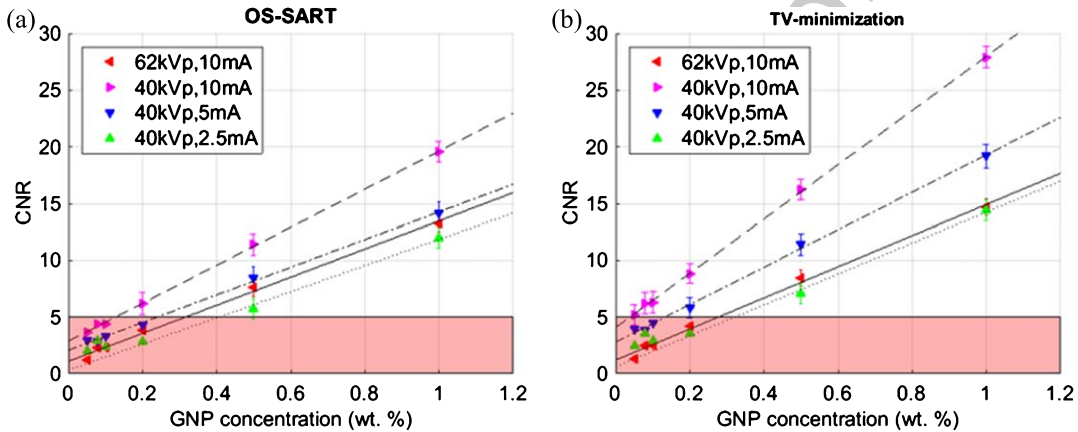 (a)
OS-SART
30
25
20
15
10
5
0
CNR
62kVp,10mA
40kVp,10mA
40kVp,5mA
40kVp,2.5mA
0 0.2 0.4 0.6 0.8 1 1.2
GNP concentration (wt. %)
(b)
TV-minimization
30
25
20
15
10
5
0
CNR
62kVp,10mA
40kVp,10mA
40kVp,5mA
40kVp,2.5mA
0 0.2 0.4 0.6 0.8 1 1.2
GNP concentration (wt. %)